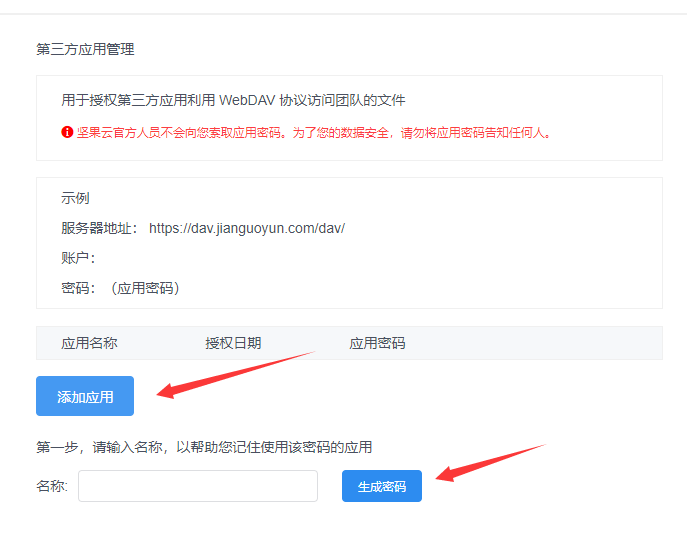 第三方应用管理
用于授权第三方应用利用 WebDAV 协议访问团队的文件
坚果云官方人员不会向您索取应用密码。为了您的数据安全，请勿将应用密码告知任何人。
示例
服务器地址： https://dav.jianguoyun.com/dav/
账户：
密码：（应用密码）
应用名称 授权日期 应用密码
添加应用
第一步，请输入名称，以帮助您记住使用该密码的应用
名称: 生成密码